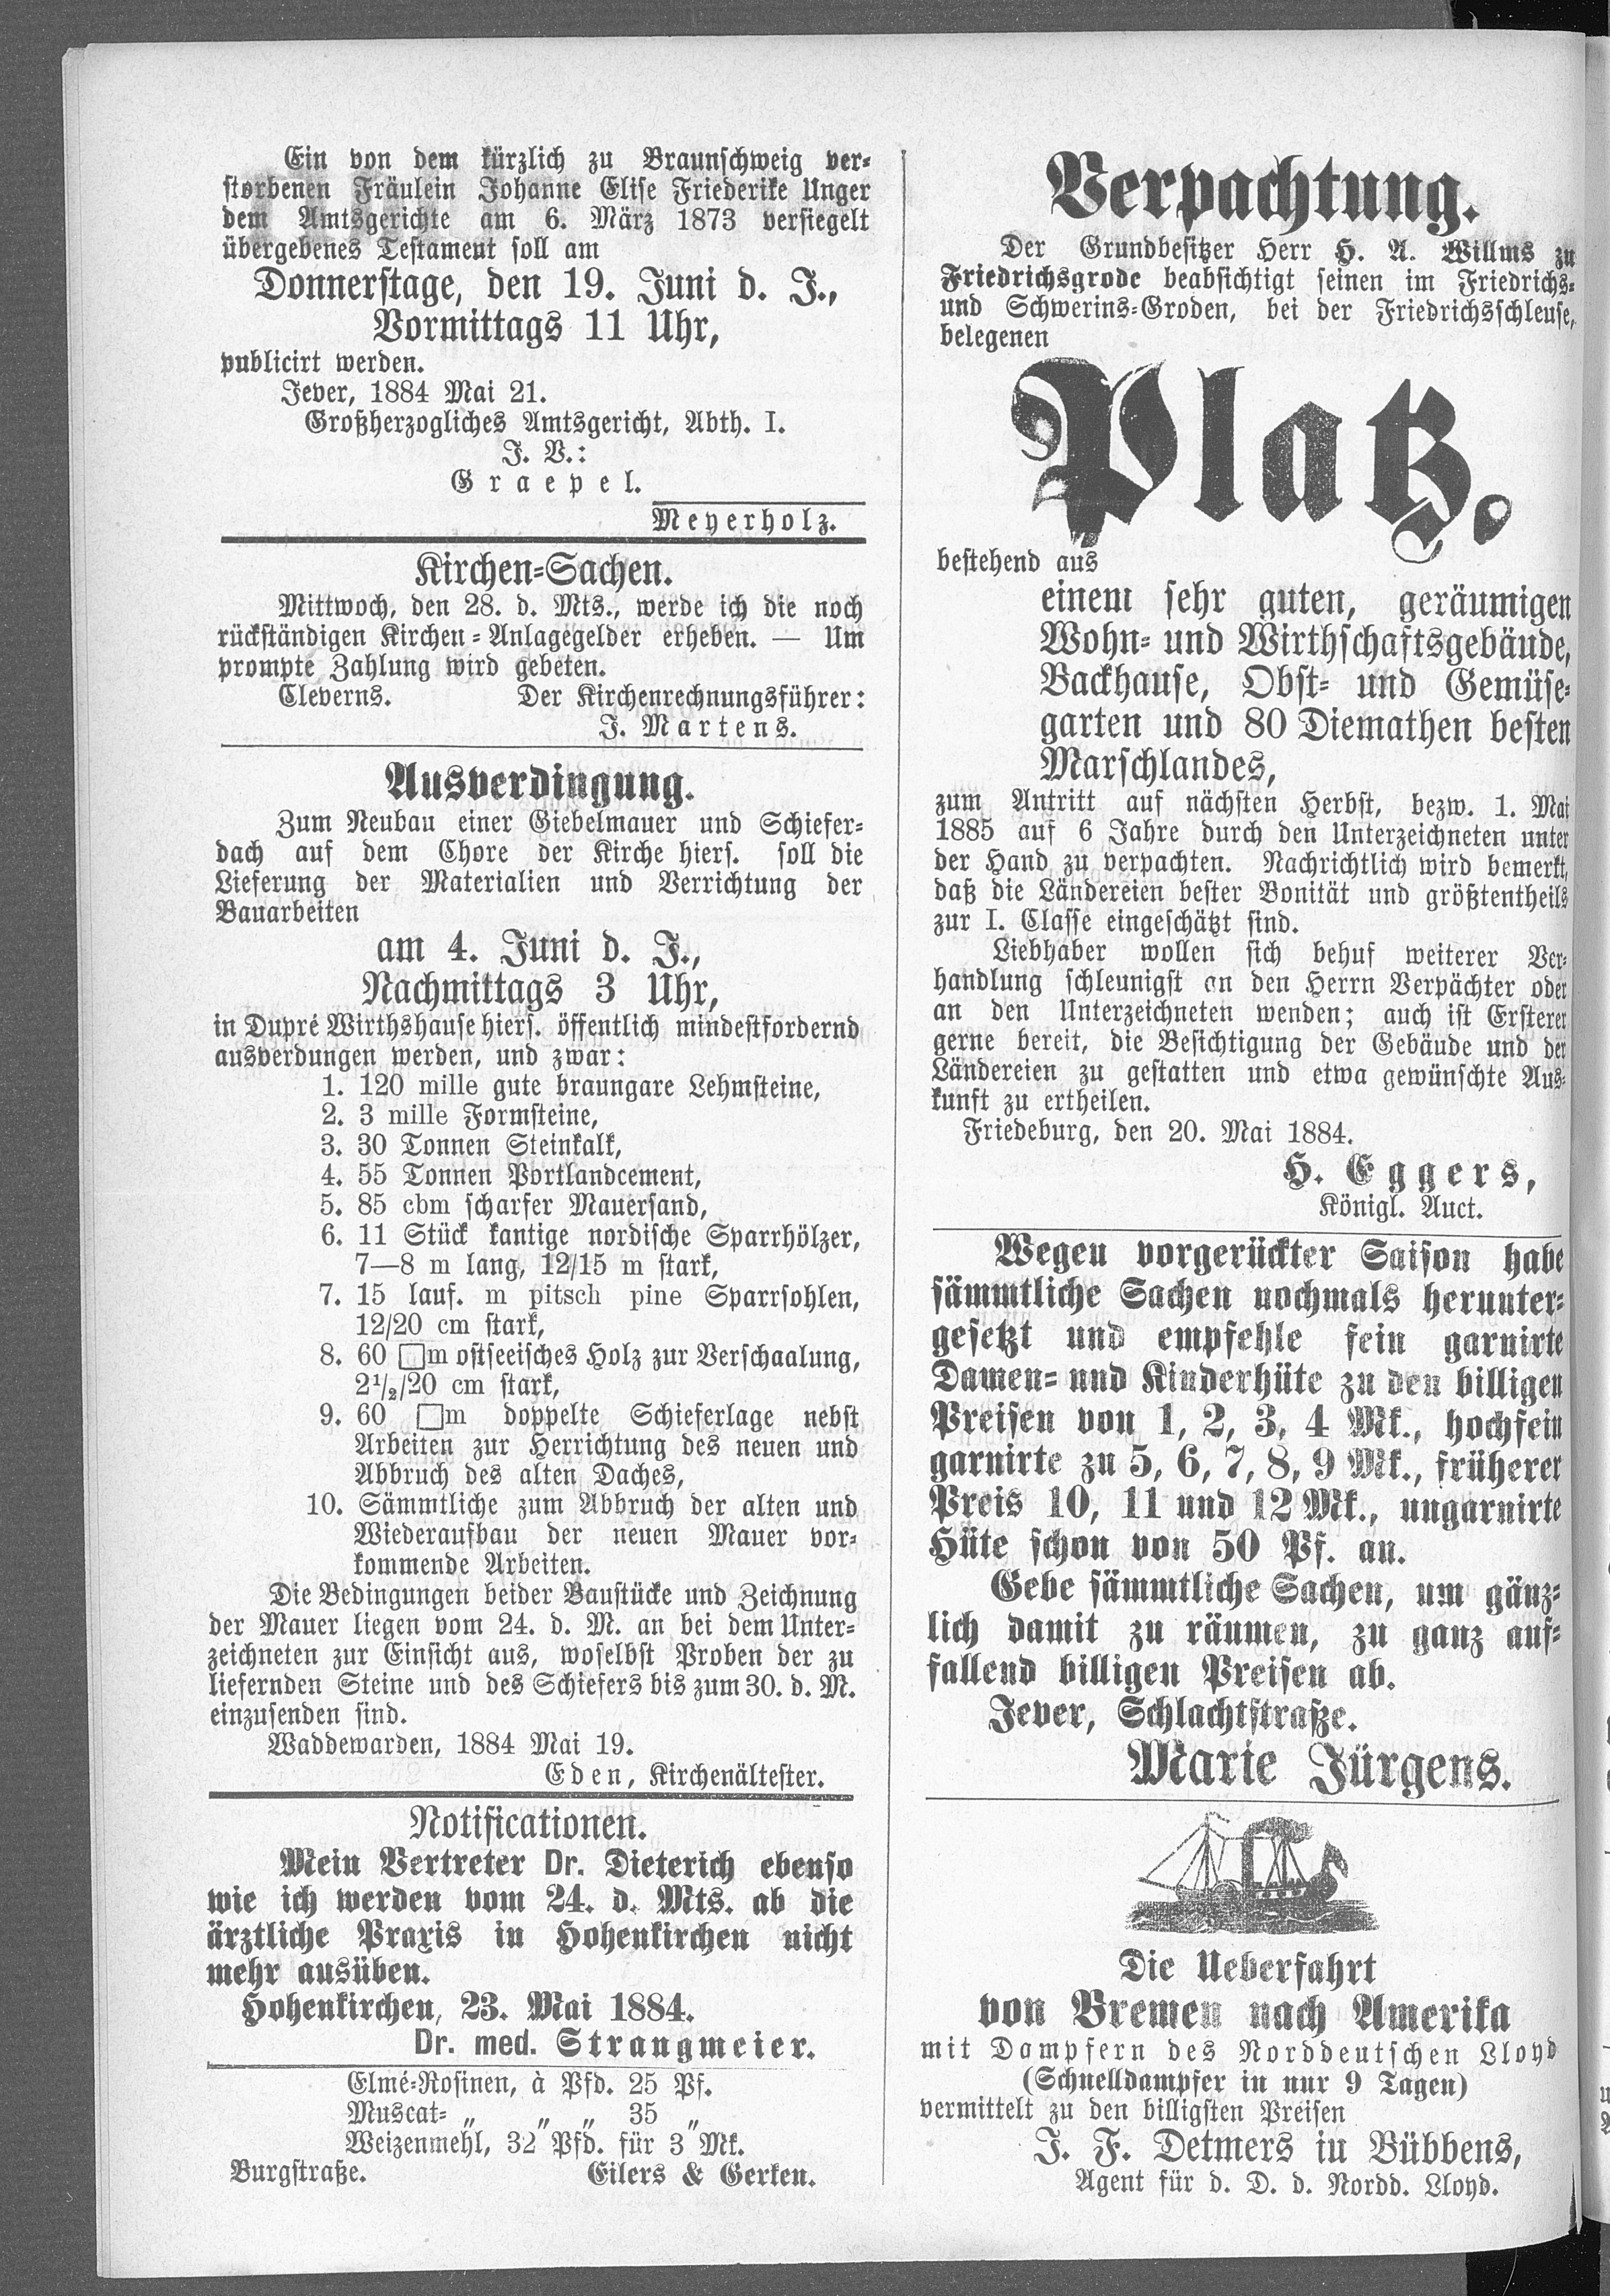 Ein von dem kürzlich zu Braunschweig ver-
storbenen Fräulein Johanne Elise Friederike Unger
dem Amtsgerichte am 6. März 1873 versiegelt
übergebenes Testament soll am
Donnerstage, den 19. Juni d. J.,
Vormittags 11 Uhr,
publicirt werden.
Jever, 1884 Mai 21.
Großherzogliches Amtsgericht, Abth. I.
J. V.:
Graepel.
Meyerholz.
Kirchen-Sachen.
Mittwoch, den 28. d. Mts., werde ich die noch
rückständigen Kirchen-Anlagegelder erheben. — Um
prompte Zahlung wird gebeten.
Cleverns. Der Kirchenrechnungsführer:
J. Martens.
Ausverdingung.
Zum Neubau einer Giebelmauer und Schiefer-
dach auf dem Chore der Kirche hiers. soll die
Lieferung der Materialien und Verrichtung der
Bauarbeiten
am 4. Juni d. J.,
Nachmittags 3 Uhr,
in Dupré Wirthshause hiers. öffentlich mindestfordernd
ausverdungen werden, und zwar:
1. 120 mille gute braungare Lehmsteine,
2. 3 mille Formsteine,
3. 30 Tonnen Steinkalk,
4. 55 Tonnen Portlandcement,
5. 85 cbm scharfer Mauersand,
6. 11 Stück kantige nordische Sparrhölzer,
7—8 m lang, 12/15 m stark,
7. 15 lauf. m pitsch pine Sparrsohlen,
12/20 cm stark,
8. 60 □m ostseeisches Holz zur Verschaalung,
2½/20 cm stark,
9. 60 □m doppelte Schieferlage nebst
Arbeiten zur Herrichtung des neuen und
Abbruch des alten Daches,
10. Sämmtliche zum Abbruch der alten und
Wiederaufbau der neuen Mauer vor-
kommende Arbeiten.
Die Bedingungen beider Baustücke und Zeichnung
der Mauer liegen vom 24. d. M. an bei dem Unter-
zeichneten zur Einsicht aus, woselbst Proben der zu
liefernden Steine und des Schiefers bis zum 30. d. M.
einzusenden sind.
Waddewarden, 1884 Mai 19.
Eden, Kirchenältester.
Notificationen.
Mein Vertreter Dr. Dieterich ebenso
wie ich werden vom 24. d. Mts. ab die
ärztliche Praxis in Hohenkirchen nicht
mehr ausüben.
Hohenkirchen, 23. Mai 1884.
Dr. med. Strangmeier.
Elmé-Rosinen, à Pfd. 25 Pf.
Muscat- „ „ „ 35 „
Weizenmehl, 32 Pfd. für 3 Mk.
Burgstraße. Eilers & Gerken.
Verpachtung.
Der Grundbesitzer Herr H. A. Willms zu
Friedrichsgrode beabsichtigt seinen im Friedrichs-
und Schwerins-Groden, bei der Friedrichsschleuse,
belegenen
Platz,
bestehend aus
einem sehr guten, geräumigen
Wohn- und Wirthschaftsgebäude,
Backhause, Obst- und Gemüse-
garten und 80 Diemathen besten
Marschlandes,
zum Antritt auf nächsten Herbst, bezw. 1. Mai
1885 auf 6 Jahre durch den Unterzeichneten unter
der Hand zu verpachten. Nachrichtlich wird bemerkt,
daß die Ländereien bester Bonität und größtentheils
zur I. Classe eingeschätzt sind.
Liebhaber wollen sich behuf weiterer Ver-
handlung schleunigst an den Herrn Verpächter oder
an den Unterzeichneten wenden; auch ist Ersterer
gerne bereit, die Besichtigung der Gebäude und der
Ländereien zu gestatten und etwa gewünschte Aus-
kunft zu ertheilen.
Friedeburg, den 20. Mai 1884.
H. Eggers,
Königl. Auct.
Wegen vorgerückter Saison habe
sämmtliche Sachen nochmals herunter-
gesetzt und empfehle fein garnirte
Damen- und Kinderhüte zu den billigen
Preisen von 1, 2, 3, 4 Mk., hochfein
garnirte zu 5, 6, 7, 8, 9 Mk., früherer
Preis 10, 11 und 12 Mk., ungarnirte
Hüte schon von 50 Pf. an.
Gebe sämmtliche Sachen, um gänz-
lich damit zu räumen, zu ganz auf-
fallend billigen Preisen ab.
Jever, Schlachtstraße.
Marie Jürgens.
Die Ueberfahrt
von Bremen nach Amerika
mit Dampfern des Norddeutschen Lloyd
(Schnelldampfer in nur 9 Tagen)
vermittelt zu den billigsten Preisen
J. F. Detmers in Bübbens,
Agent für d. D. d. Nordd. Lloyd.